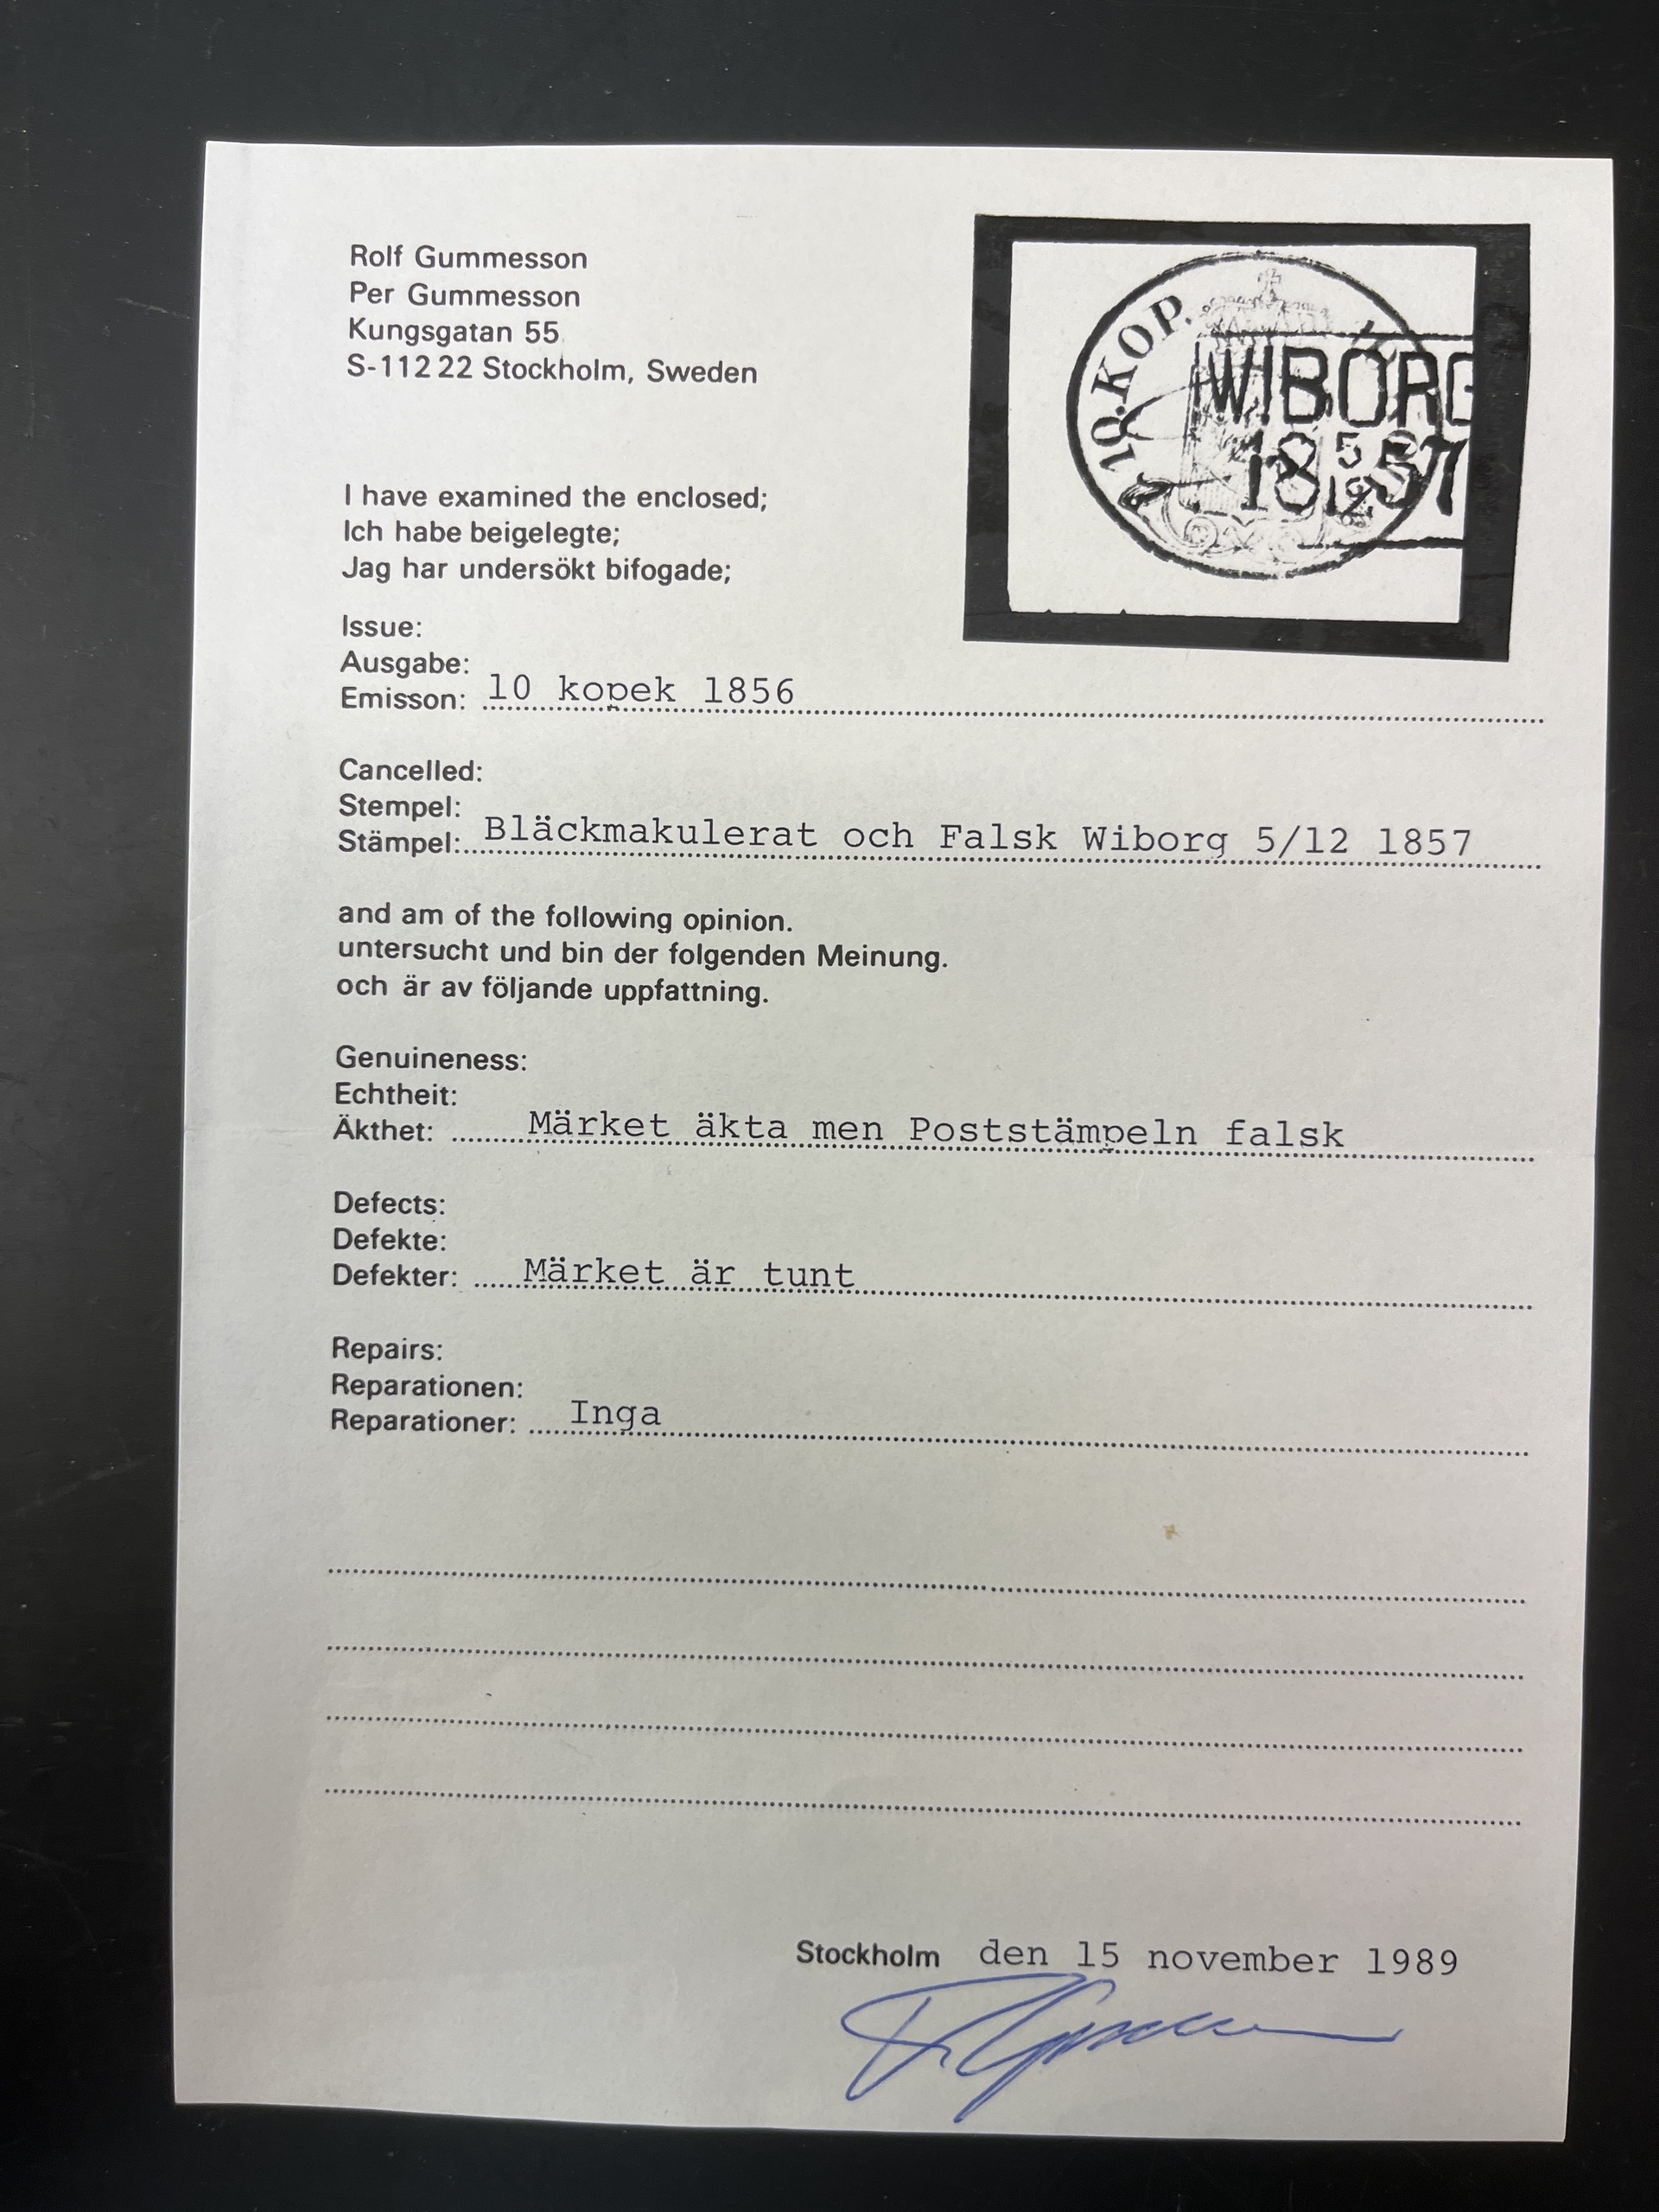 Rolf Gummesson
Per Gummesson
Kungsgatan 55
S-112 22 Stockholm, Sweden
10.KOP.
WIBORG
18 5 57
12
I have examined the enclosed;
Ich habe beigelegte;
Jag har undersökt bifogade;
Issue:
Ausgabe:
Emisson: 10 kopek 1856
Cancelled:
Stempel:
Stämpel: Bläckmakulerat och Falsk Wiborg 5/12 1857
and am of the following opinion.
untersucht und bin der folgenden Meinung.
och är av följande uppfattning.
Genuineness:
Echtheit:
Äkthet: Märket äkta men Poststämpeln falsk
Defects:
Defekte:
Defekter: Märket är tunt
Repairs:
Reparationen:
Reparationer: Inga
Stockholm den 15 november 1989